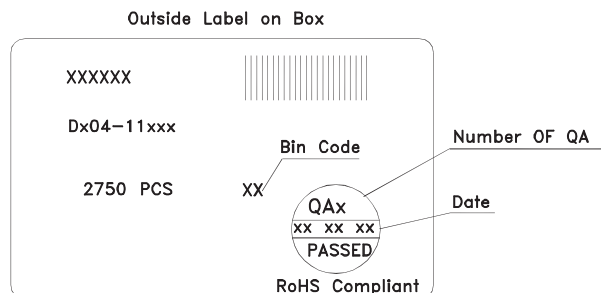 Outside Label on Box
XXXXXX
Dx04-11xxx
Bin Code
Number OF QA
2750 PCS
XX
Date
QAx
xx xx xx
PASSED
RoHS Compliant